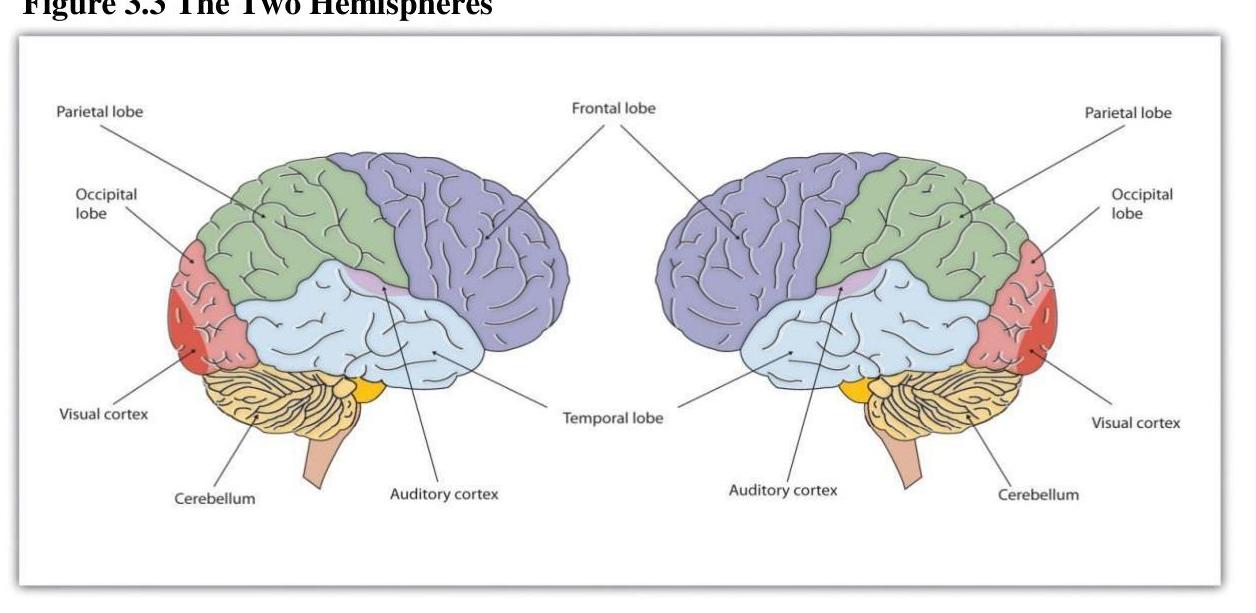 Figure 3.3 The Two Hemispheres
Parietal lobe
Frontal lobe
Parietal lobe
Occipital
lobe
Occipital
lobe
Visual cortex
Temporal lobe
Visual cortex
Cerebellum
Auditory cortex
Auditory cortex
Cerebellum